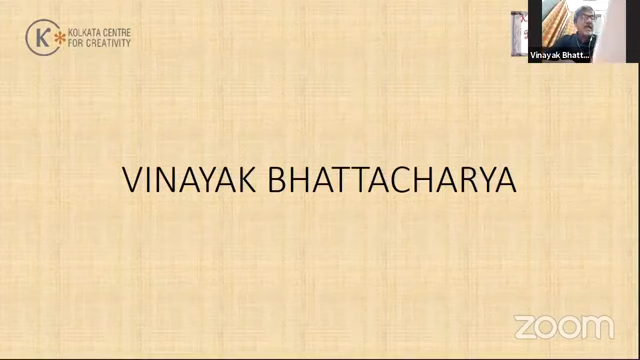 K
KOLKATA CENTRE
FOR CREATIVITY
Vinayak Bhatt...
VINAYAK BHATTACHARYA
zoom